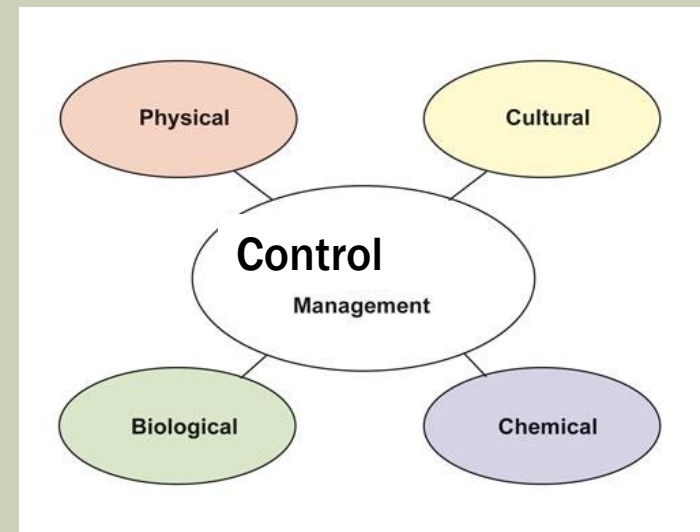 Physical
Cultural
Control
Management
Biological
Chemical